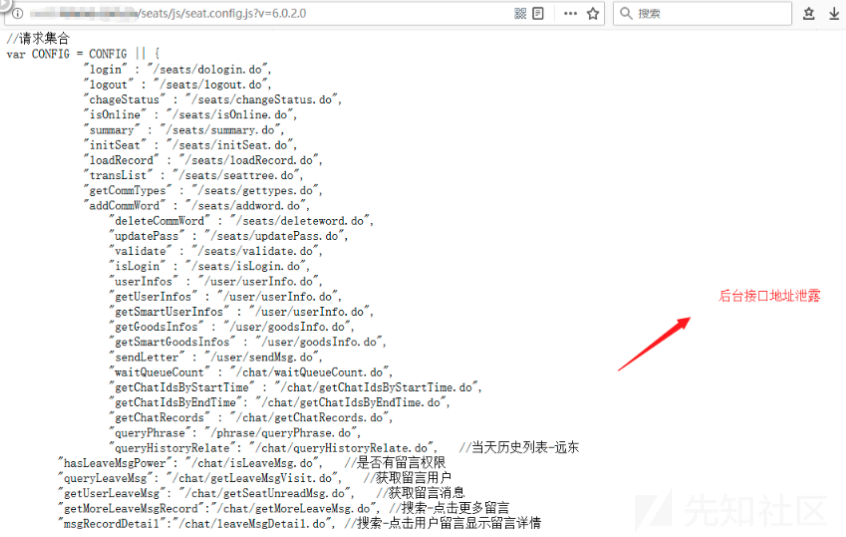 /seats/js/seat.config.js?v=6.0.2.0
搜索
//请求集合
var CONFIG = CONFIG || {
"login" : "/seats/dologin.do",
"logout" : "/seats/logout.do",
"chageStatus" : "/seats/changeStatus.do",
"isOnline" : "/seats/isOnline.do",
"summary" : "/seats/summary.do",
"initSeat" : "/seats/initSeat.do",
"loadRecord" : "/seats/loadRecord.do",
"transList" : "/seats/seattree.do",
"getCommTypes" : "/seats/gettypes.do",
"addCommWord" : "/seats/addword.do",
"deleteCommWord" : "/seats/deleteword.do",
"updatePass" : "/seats/updatePass.do",
"validate" : "/seats/validate.do",
"isLogin" : "/seats/isLogin.do",
"userInfos" : "/user/userInfo.do",
"getUserInfos" : "/user/userInfo.do",
"getSmartUserInfos" : "/user/userInfo.do",
"getGoodsInfos" : "/user/goodsInfo.do",
"getSmartGoodsInfos" : "/user/goodsInfo.do",
"sendLetter" : "/user/sendMsg.do",
"waitQueueCount" : "/chat/waitQueueCount.do",
"getChatIdsByStartTime" : "/chat/getChatIdsByStartTime.do",
"getChatIdsByEndTime": "/chat/getChatIdsByEndTime.do",
"getChatRecords" : "/chat/getChatRecords.do",
"queryPhrase" : "/phrase/queryPhrase.do",
"queryHistoryRelate": "/chat/queryHistoryRelate.do", //当天历史列表-远东
"hasLeaveMsgPower": "/chat/isLeaveMsg.do", //是否有留言权限
"queryLeaveMsg" : "/chat/getLeaveMsgVisit.do", //获取留言用户
"getUserLeaveMsg" : "/chat/getSeatUnreadMsg.do", //获取留言消息
"getMoreLeaveMsgRecord":"/chat/getMoreLeaveMsg.do", //搜索-点击更多留言
"msgRecordDetail":"/chat/leaveMsgDetail.do", //搜索-点击用户留言显示留言详情
后台接口地址泄露
先知社区